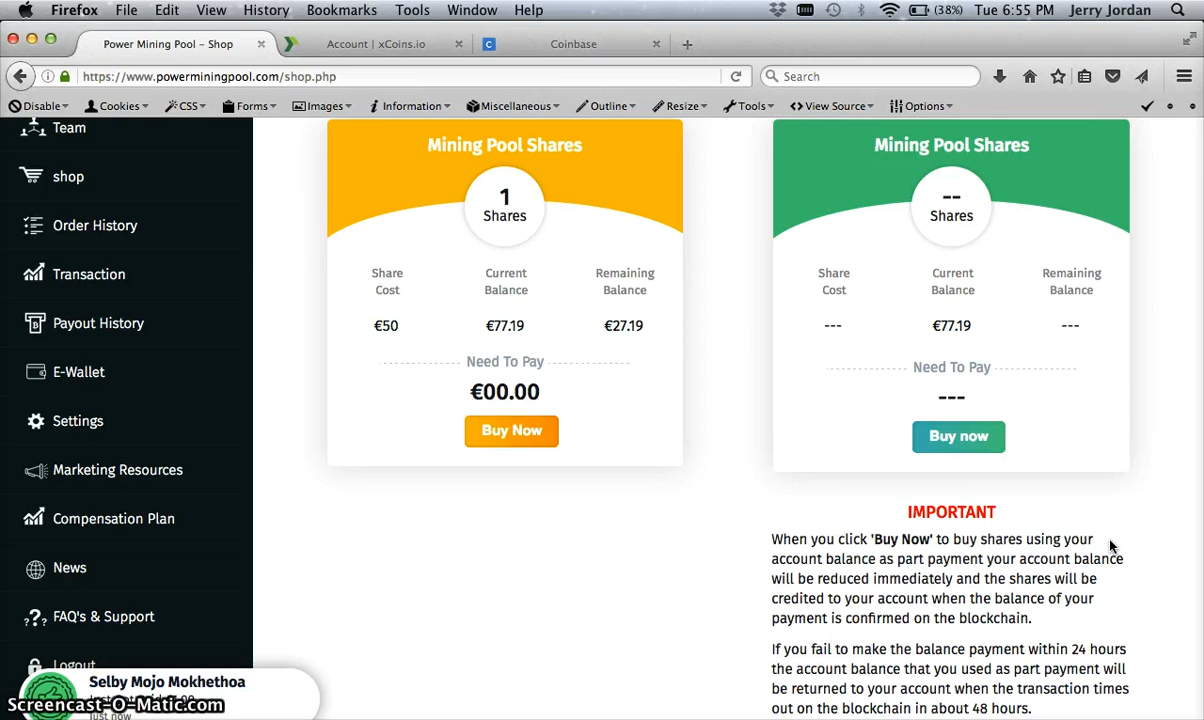 Firefox File Edit View History Bookmarks Tools Window Help (38%) Tue 6:55 PM Jerry Jordan
Power Mining Pool – Shop × Account | xCoins.io × Coinbase × +
https://www.powerminingpool.com/shop.php Search
Disable Cookies CSS Forms Images Information Miscellaneous Outline Resize Tools View Source Options
Team
shop
Order History
Transaction
Payout History
E-Wallet
Settings
Marketing Resources
Compensation Plan
News
FAQ's & Support
Logout
Selby Mojo Mokhethoa
Just now
Screencast-O-Matic.com
Mining Pool Shares
1
Shares
Share
Cost
Current
Balance
Remaining
Balance
€50 €77.19 €27.19
Need To Pay
€00.00
Buy Now
Mining Pool Shares
--
Shares
Share
Cost
Current
Balance
Remaining
Balance
--- €77.19 ---
Need To Pay
---
Buy now
IMPORTANT
When you click 'Buy Now' to buy shares using your
account balance as part payment your account balance
will be reduced immediately and the shares will be
credited to your account when the balance of your
payment is confirmed on the blockchain.
If you fail to make the balance payment within 24 hours
the account balance that you used as part payment will
be returned to your account when the transaction times
out on the blockchain in about 48 hours.